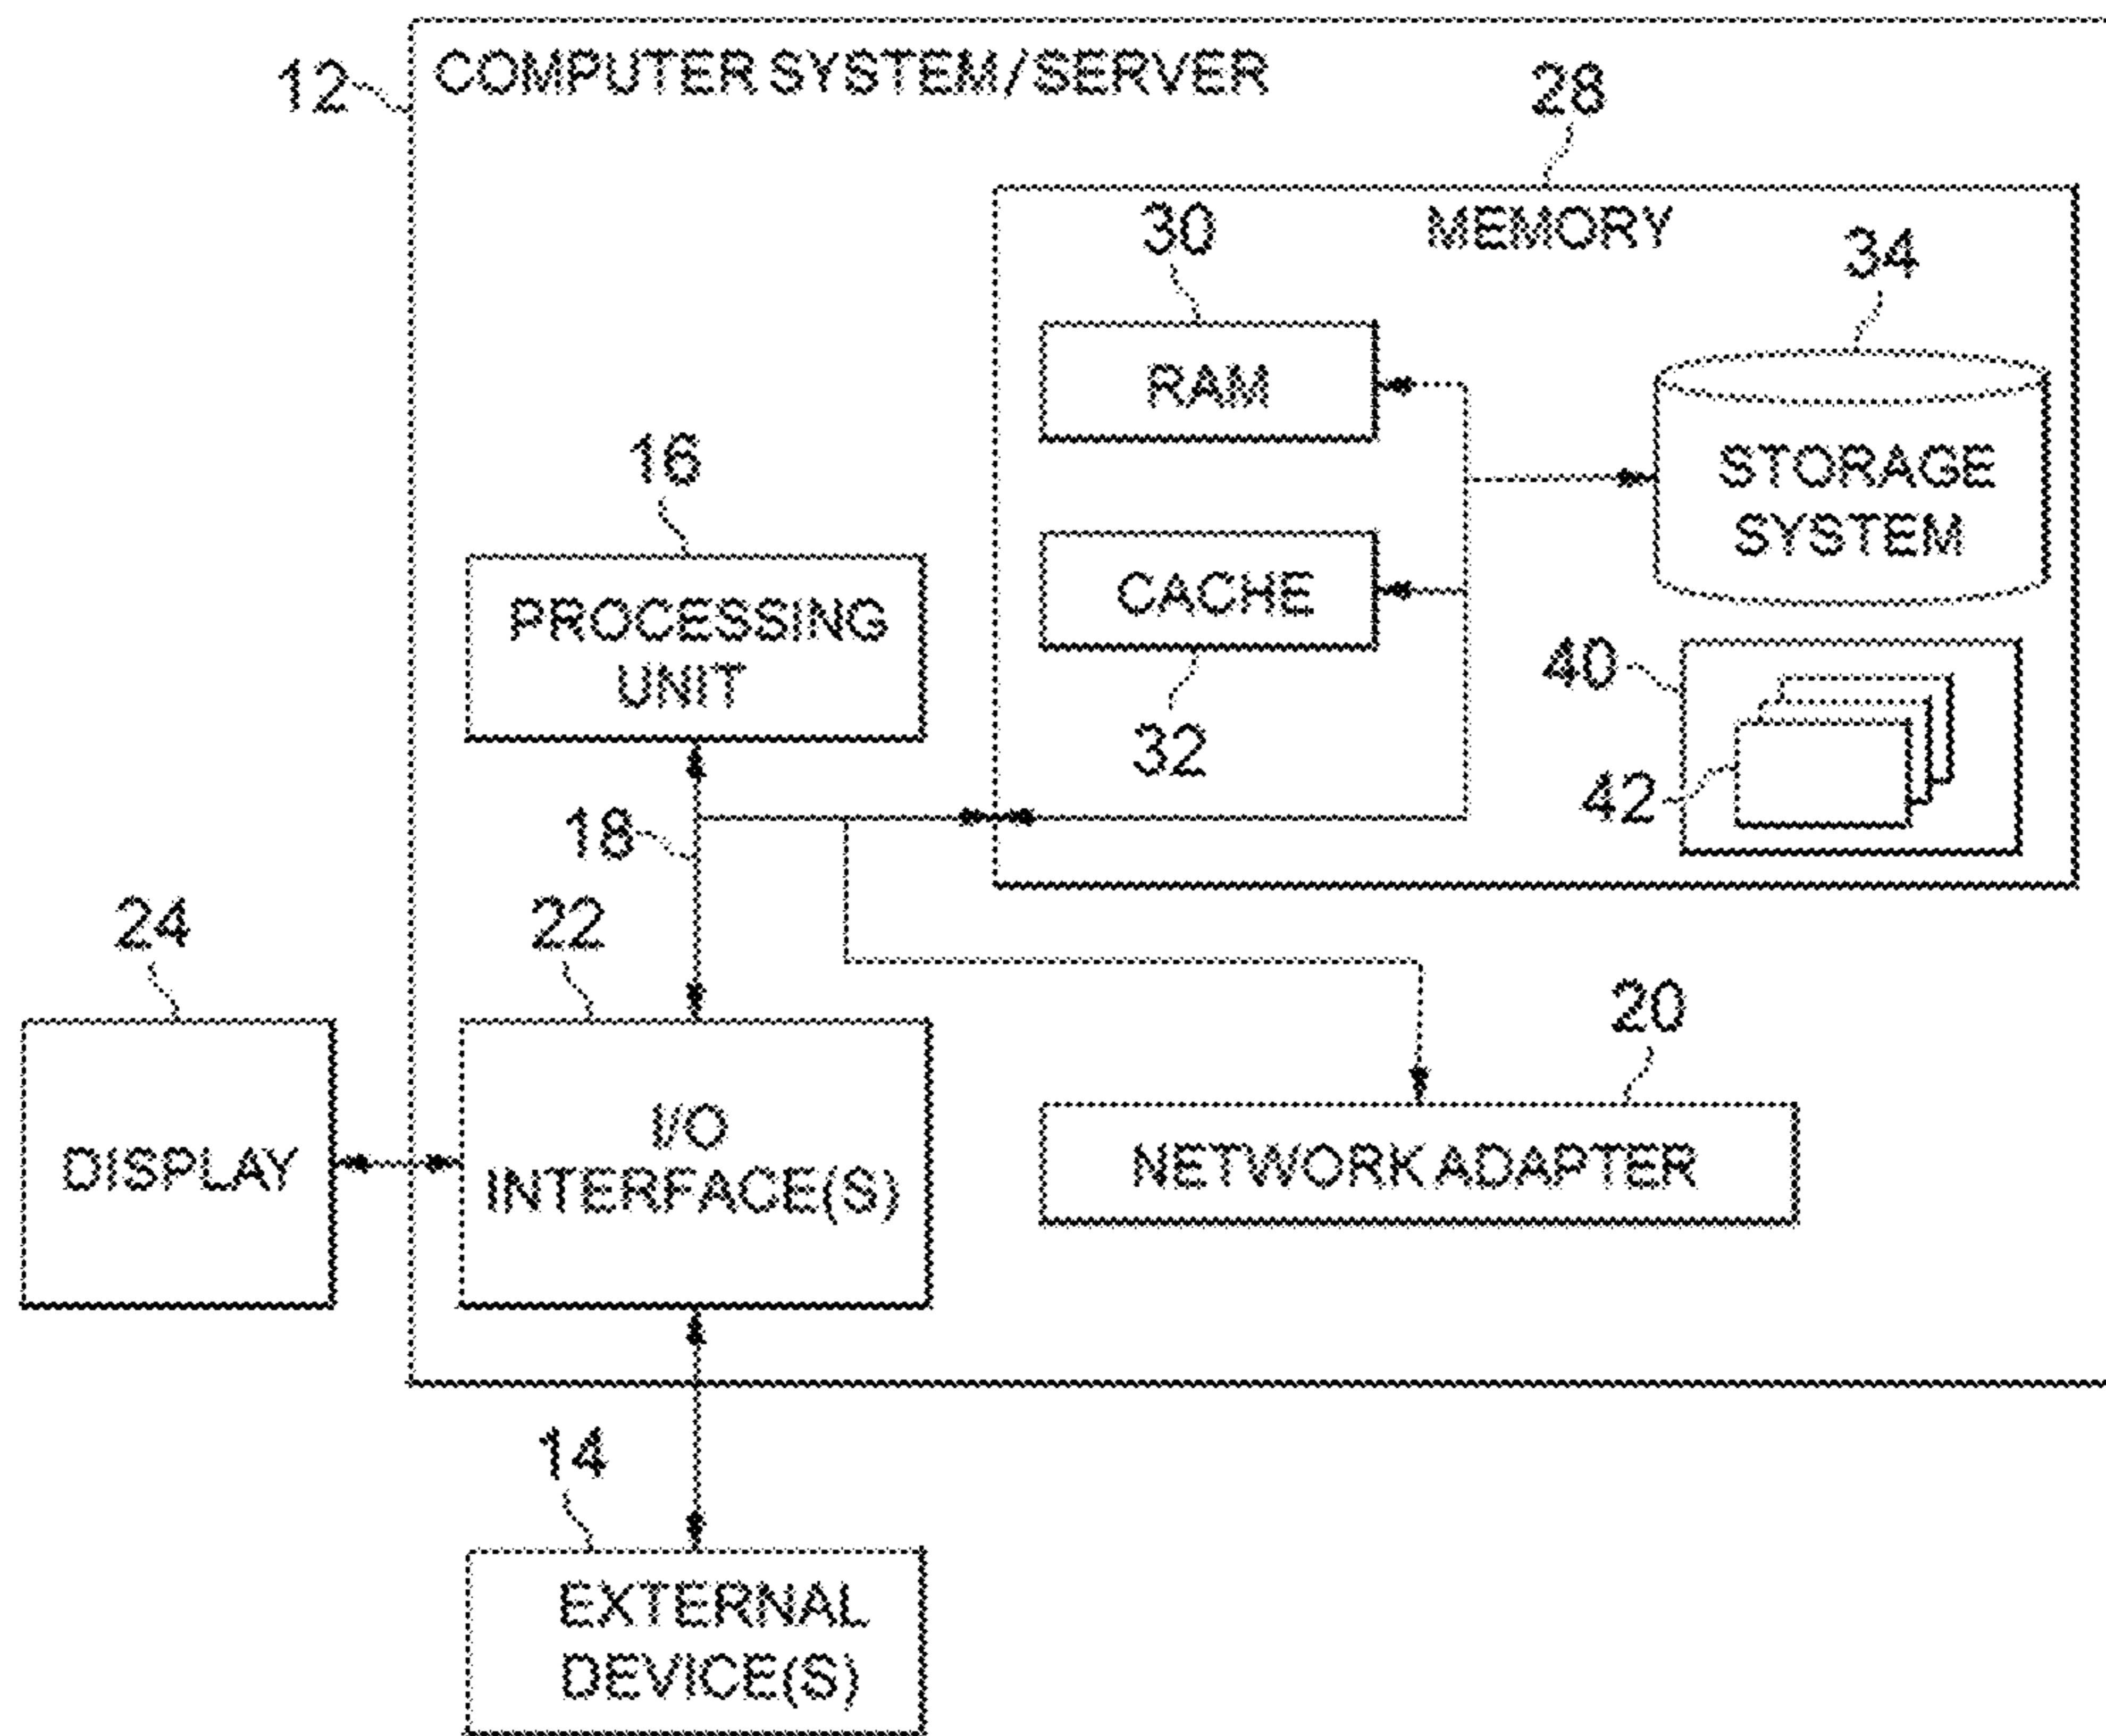 12
COMPUTER SYSTEM/SERVER
28
MEMORY
30
34
RAM
STORAGE
SYSTEM
16
CACHE
PROCESSING
UNIT
32
40
42
18
24
22
20
DISPLAY
I/O
INTERFACE(S)
NETWORK ADAPTER
14
EXTERNAL
DEVICE(S)